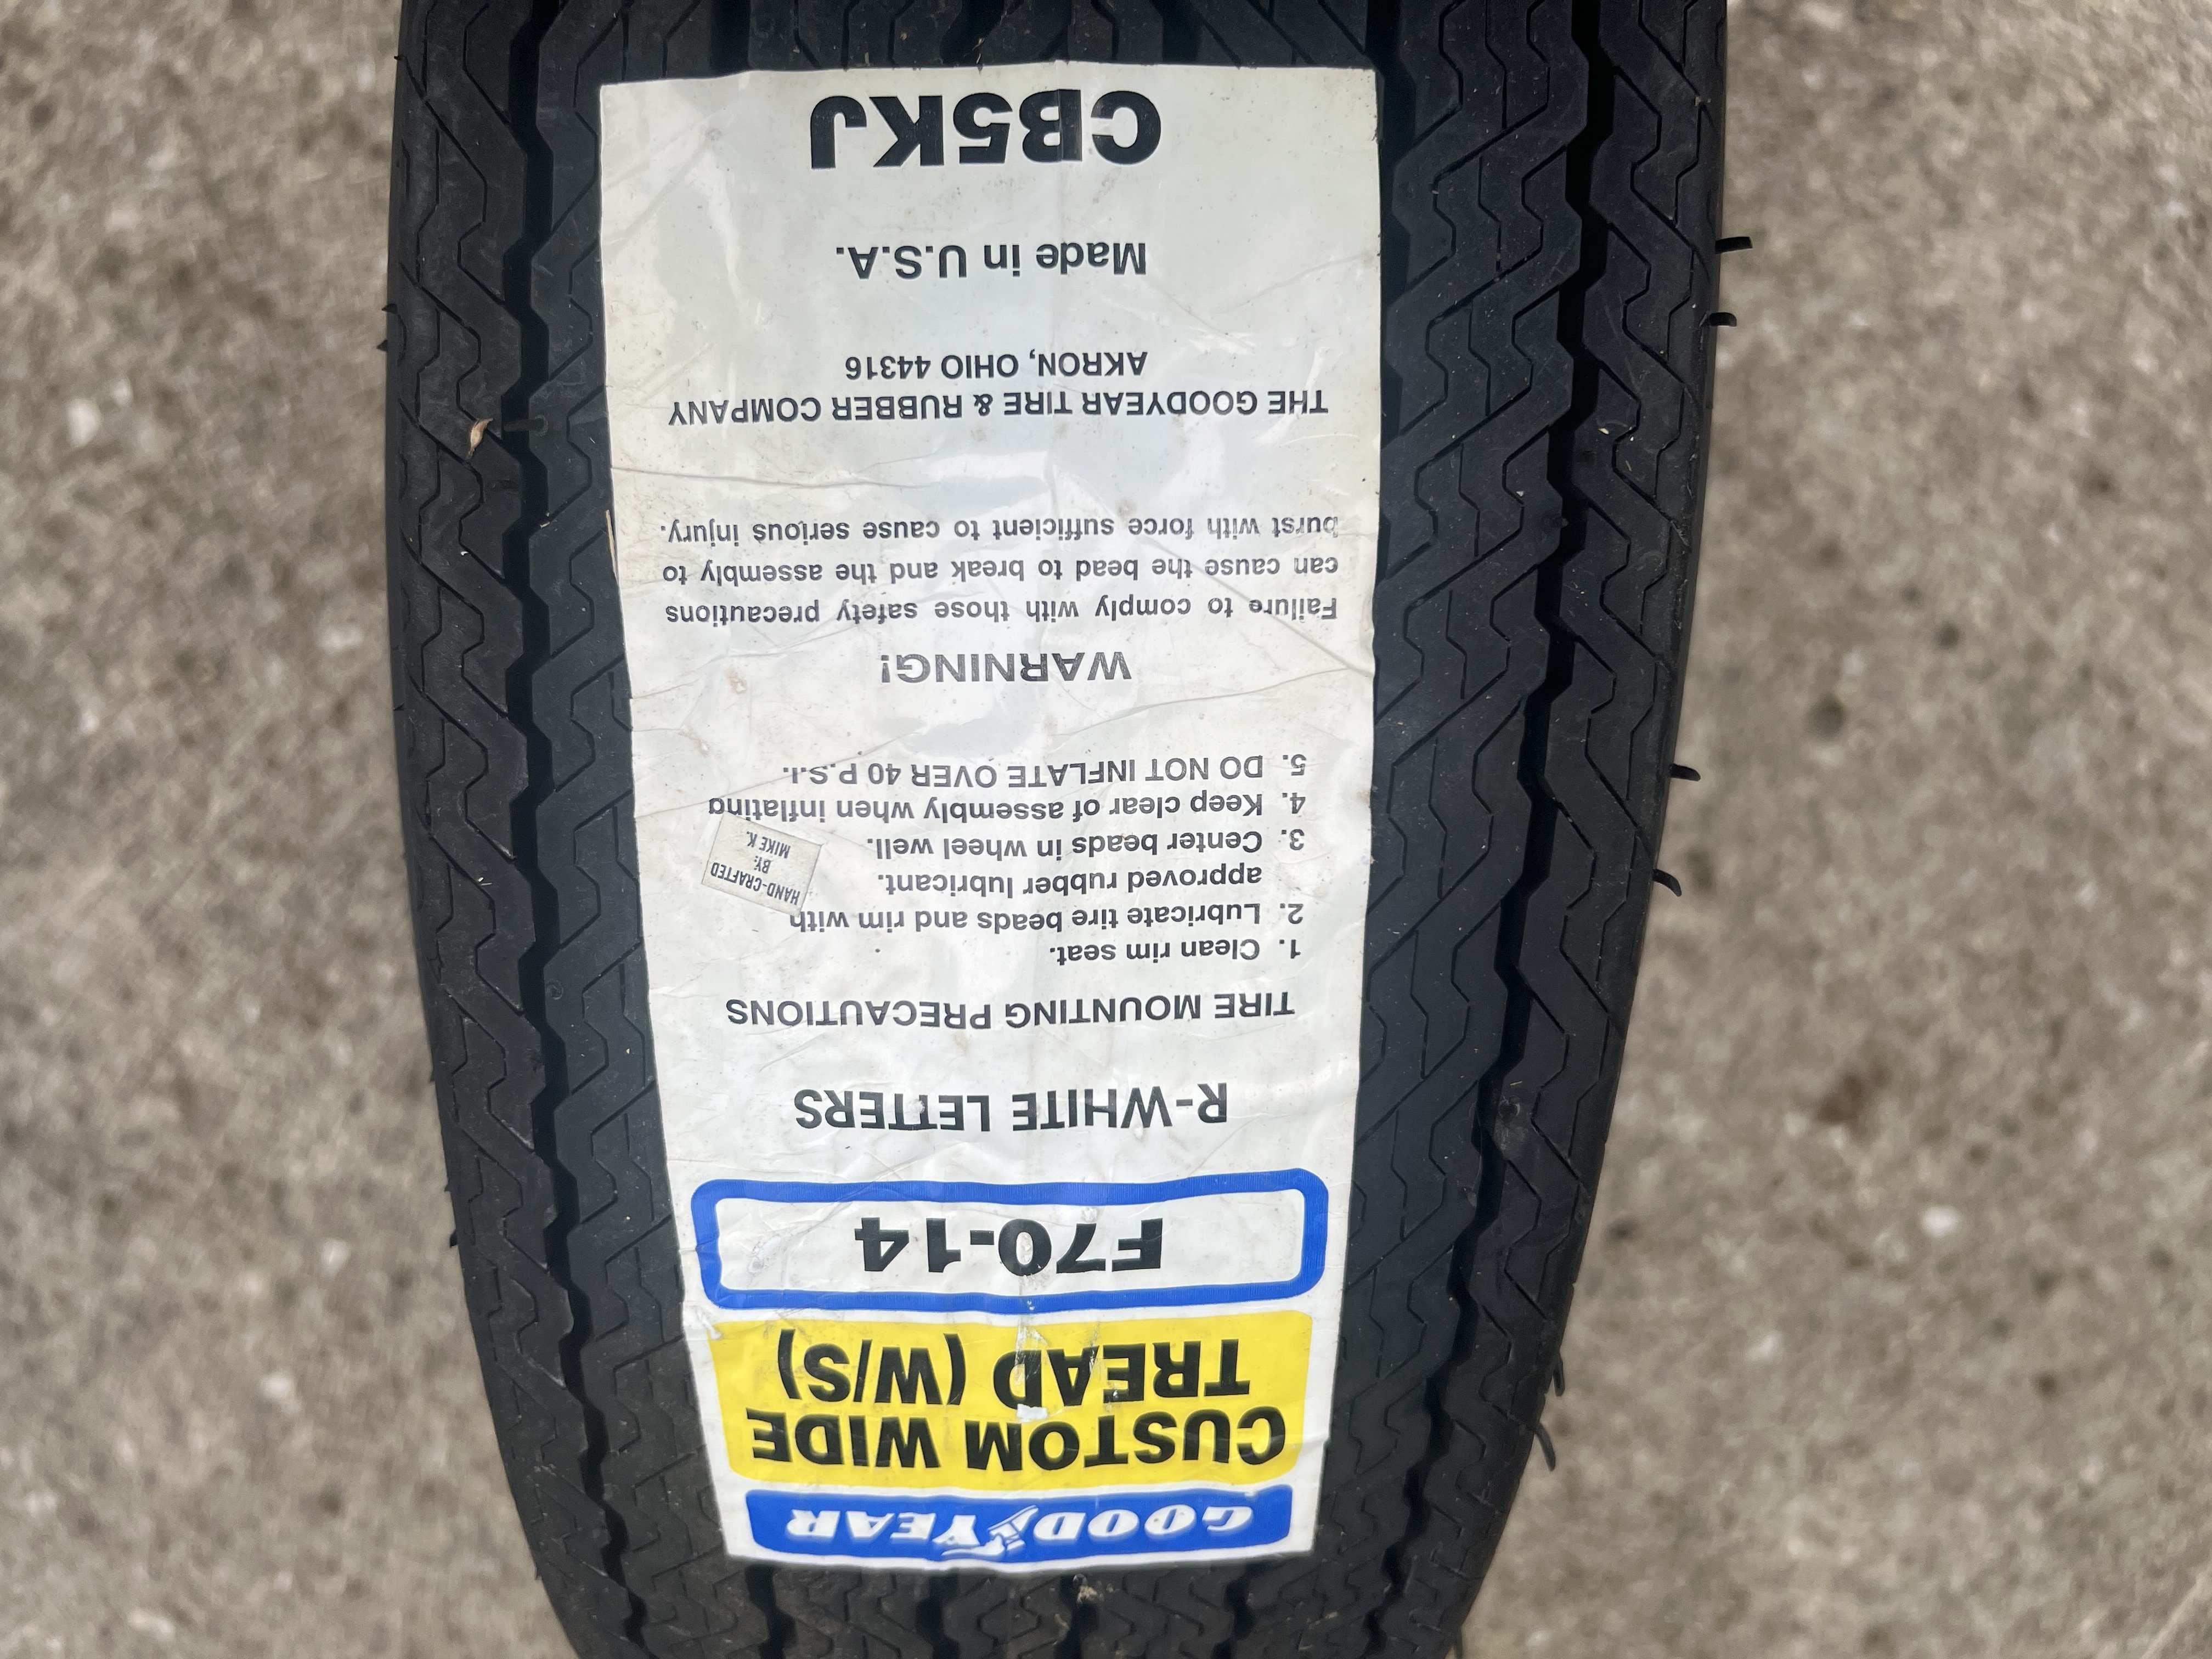 GOODYEAR
CUSTOM WIDE
TREAD (W/S)
F70-14
R-WHITE LETTERS
TIRE MOUNTING PRECAUTIONS
1. Clean rim seat.
2. Lubricate tire beads and rim with
approved rubber lubricant.
3. Center beads in wheel well.
4. Keep clear of assembly when inflating
5. DO NOT INFLATE OVER 40 P.S.I.
HAND-CRAFTED
BY:
MIKE K.
WARNING!
Failure to comply with those safety precautions
can cause the bead to break and the assembly to
burst with force sufficient to cause serious injury.
THE GOODYEAR TIRE & RUBBER COMPANY
AKRON, OHIO 44316
Made in U.S.A.
CB5KJ